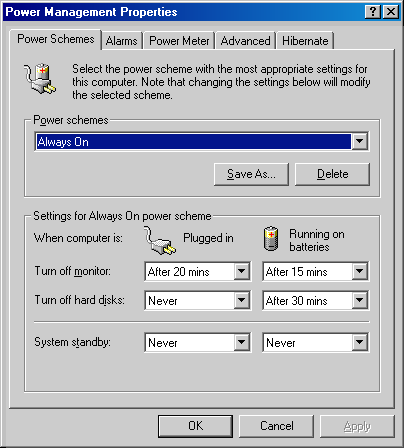 Power Management Properties
Power Schemes Alarms Power Meter Advanced Hibernate
Select the power scheme with the most appropriate settings for
this computer. Note that changing the settings below will modify
the selected scheme.
Power schemes
Always On
Save As... Delete
Settings for Always On power scheme
When computer is: Plugged in Running on
batteries
Turn off monitor: After 20 mins After 15 mins
Turn off hard disks: Never After 30 mins
System standby: Never Never
OK Cancel Apply